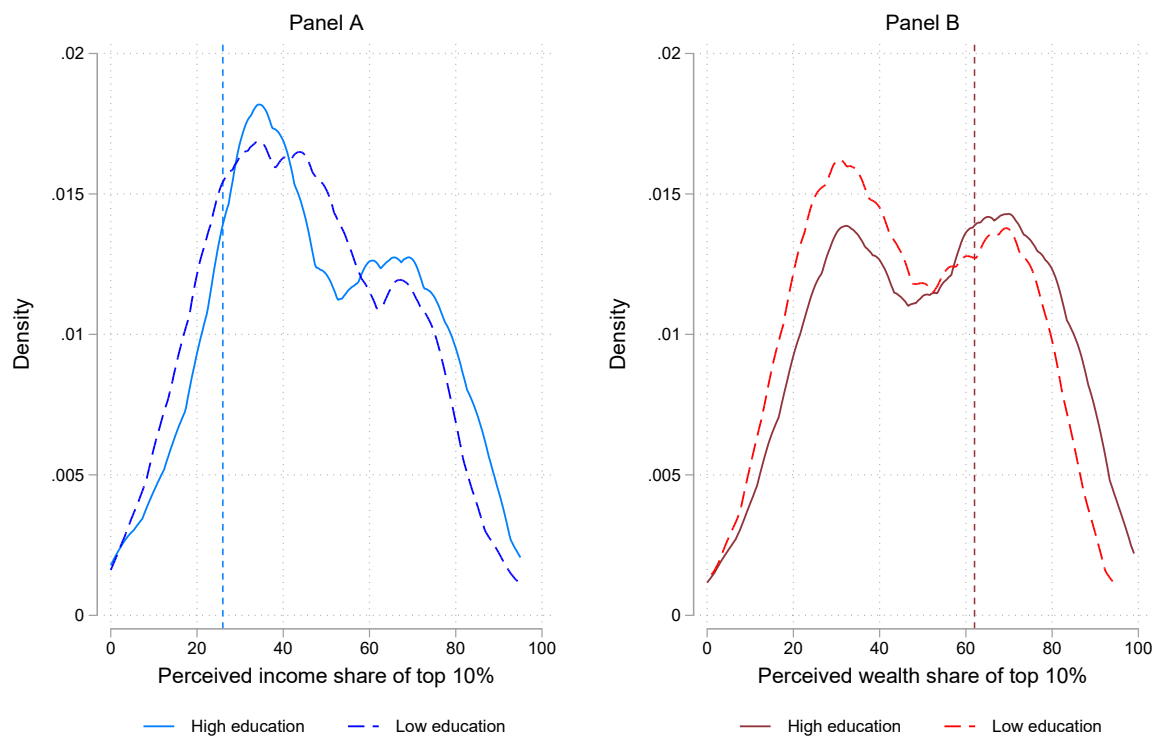 Panel A
.02
.015
.01
.005
0
Density
0 20 40 60 80 100
Perceived income share of top 10%
High education Low education
Panel B
.02
.015
.01
.005
0
Density
0 20 40 60 80 100
Perceived wealth share of top 10%
High education Low education